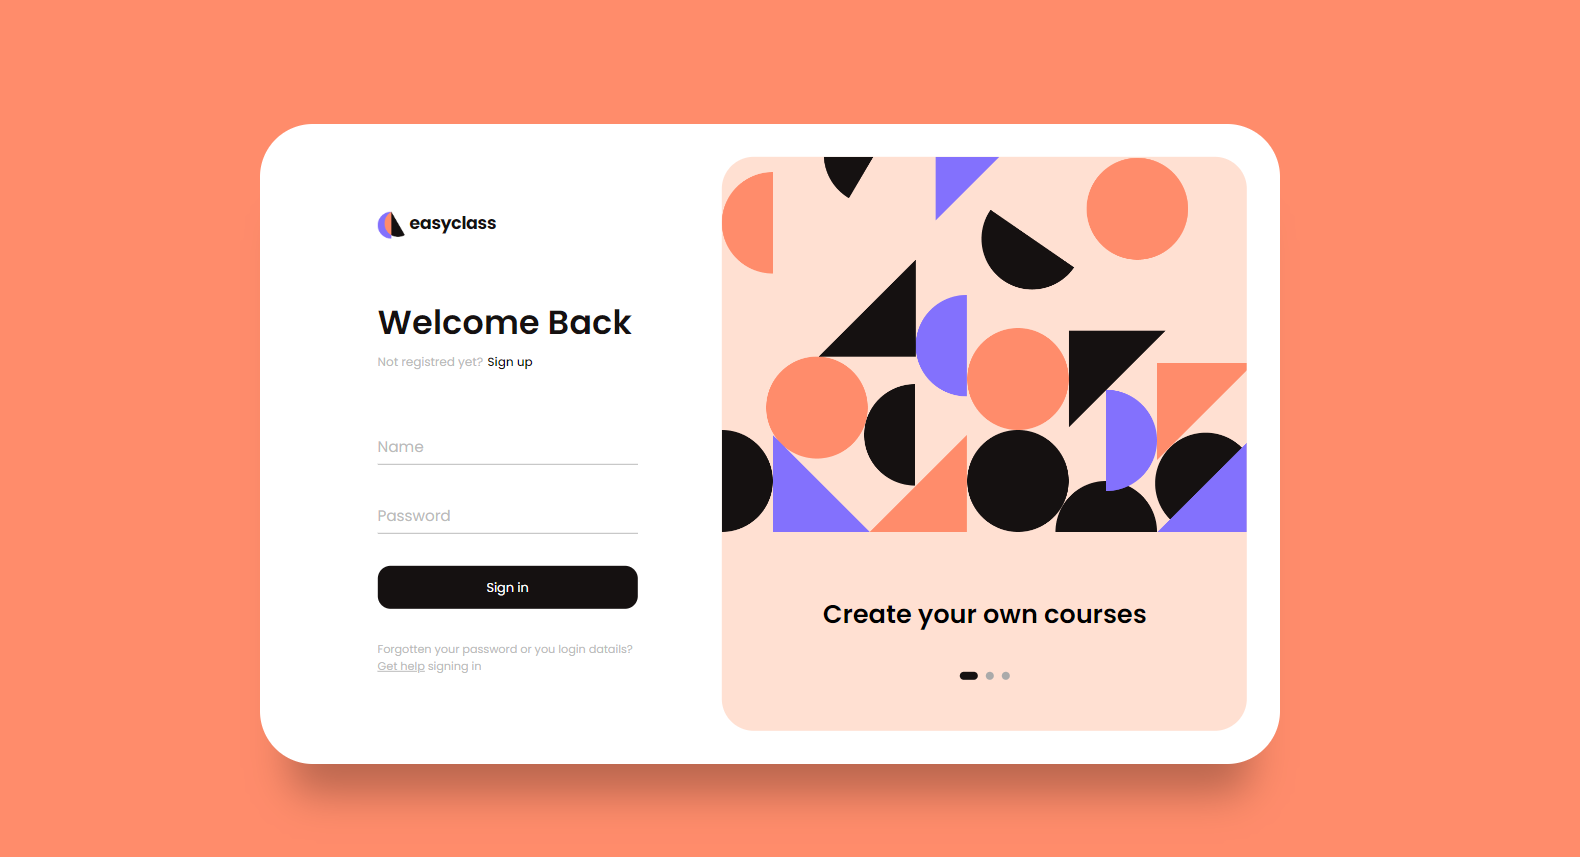 easyclass
Welcome Back
Not registred yet? Sign up
Name
Password
Sign in
Forgotten your password or you login datails?
Get help signing in
Create your own courses